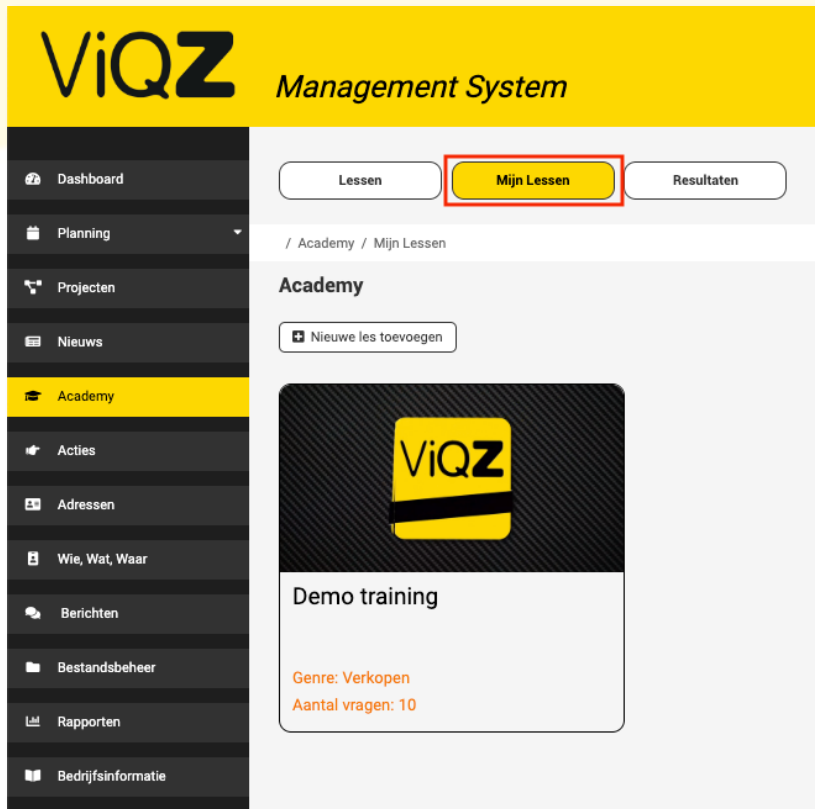 ViQZ Management System
Dashboard
Planning
Projecten
Nieuws
Academy
Acties
Adressen
Wie, Wat, Waar
Berichten
Bestandsbeheer
Rapporten
Bedrijfsinformatie
Lessen Mijn Lessen Resultaten
/ Academy / Mijn Lessen
Academy
Nieuwe les toevoegen
ViQZ
Demo training
Genre: Verkopen
Aantal vragen: 10